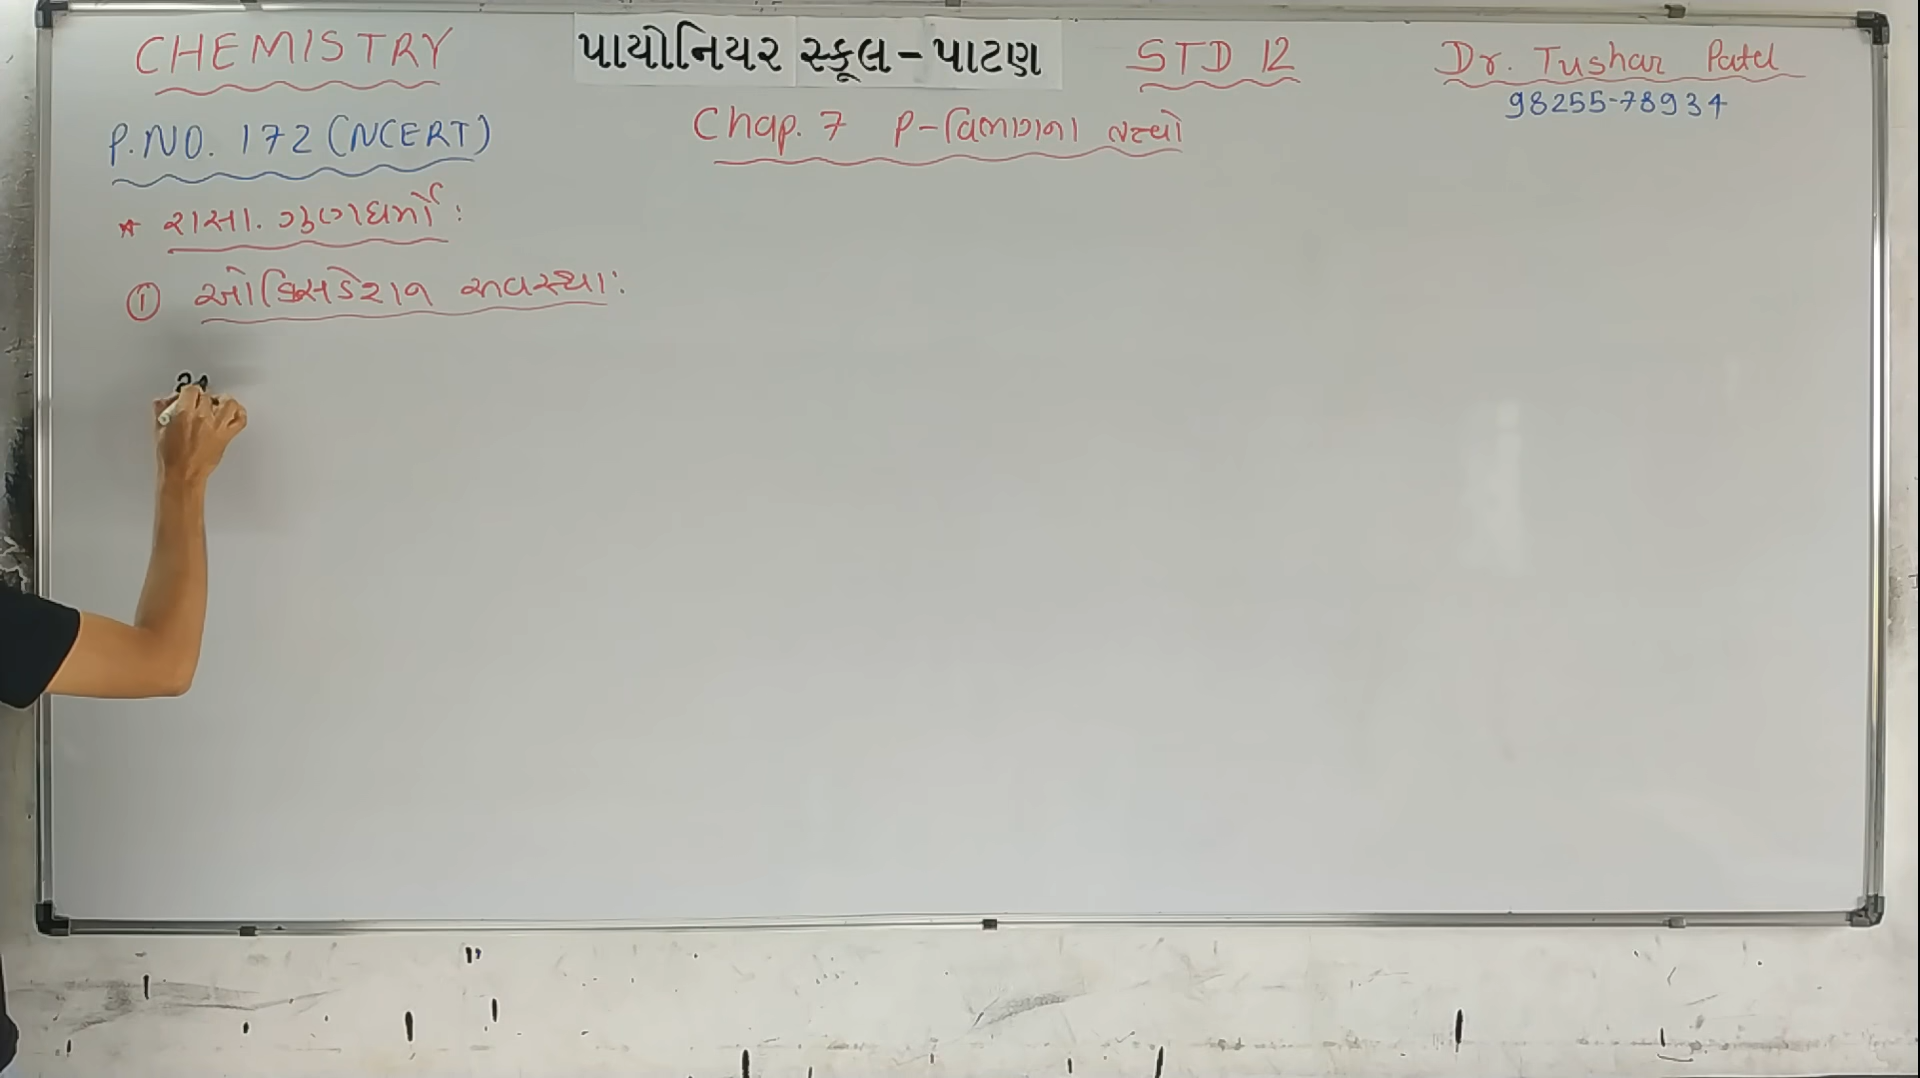 CHEMISTRY
પાયોનિયર સ્કૂલ - પાટણ
STD 12
Dr. Tushar Patel
98255-78934
P.NO. 172 (NCERT)
Chap. 7 P-વિભાગના તત્વો
* રાસા. ગુણધર્મો :
① ઓક્સિડેશન અવસ્થા :